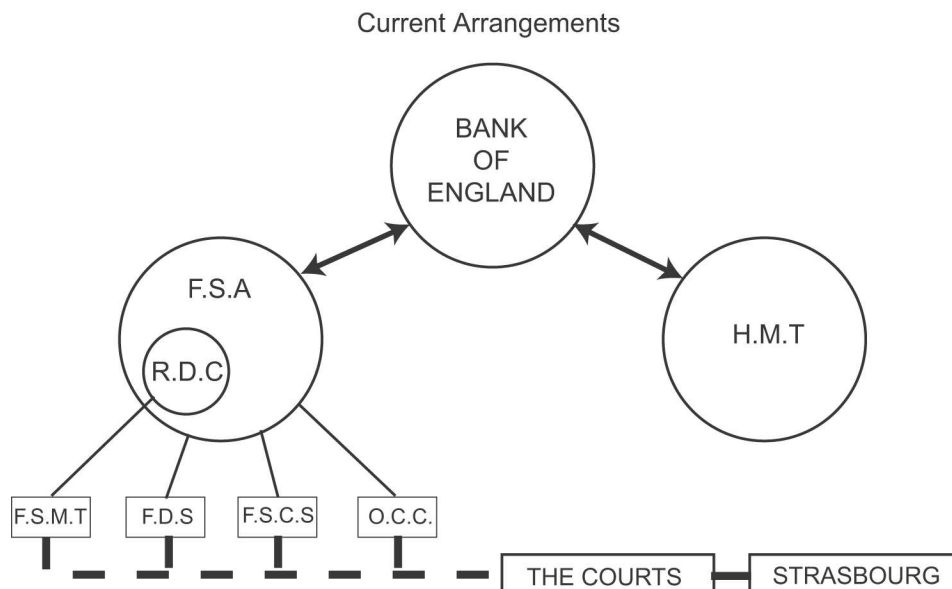 Current Arrangements
BANK
OF
ENGLAND
F.S.A
H.M.T
R.D.C
F.S.M.T
F.D.S
F.S.C.S
O.C.C.
THE COURTS
STRASBOURG